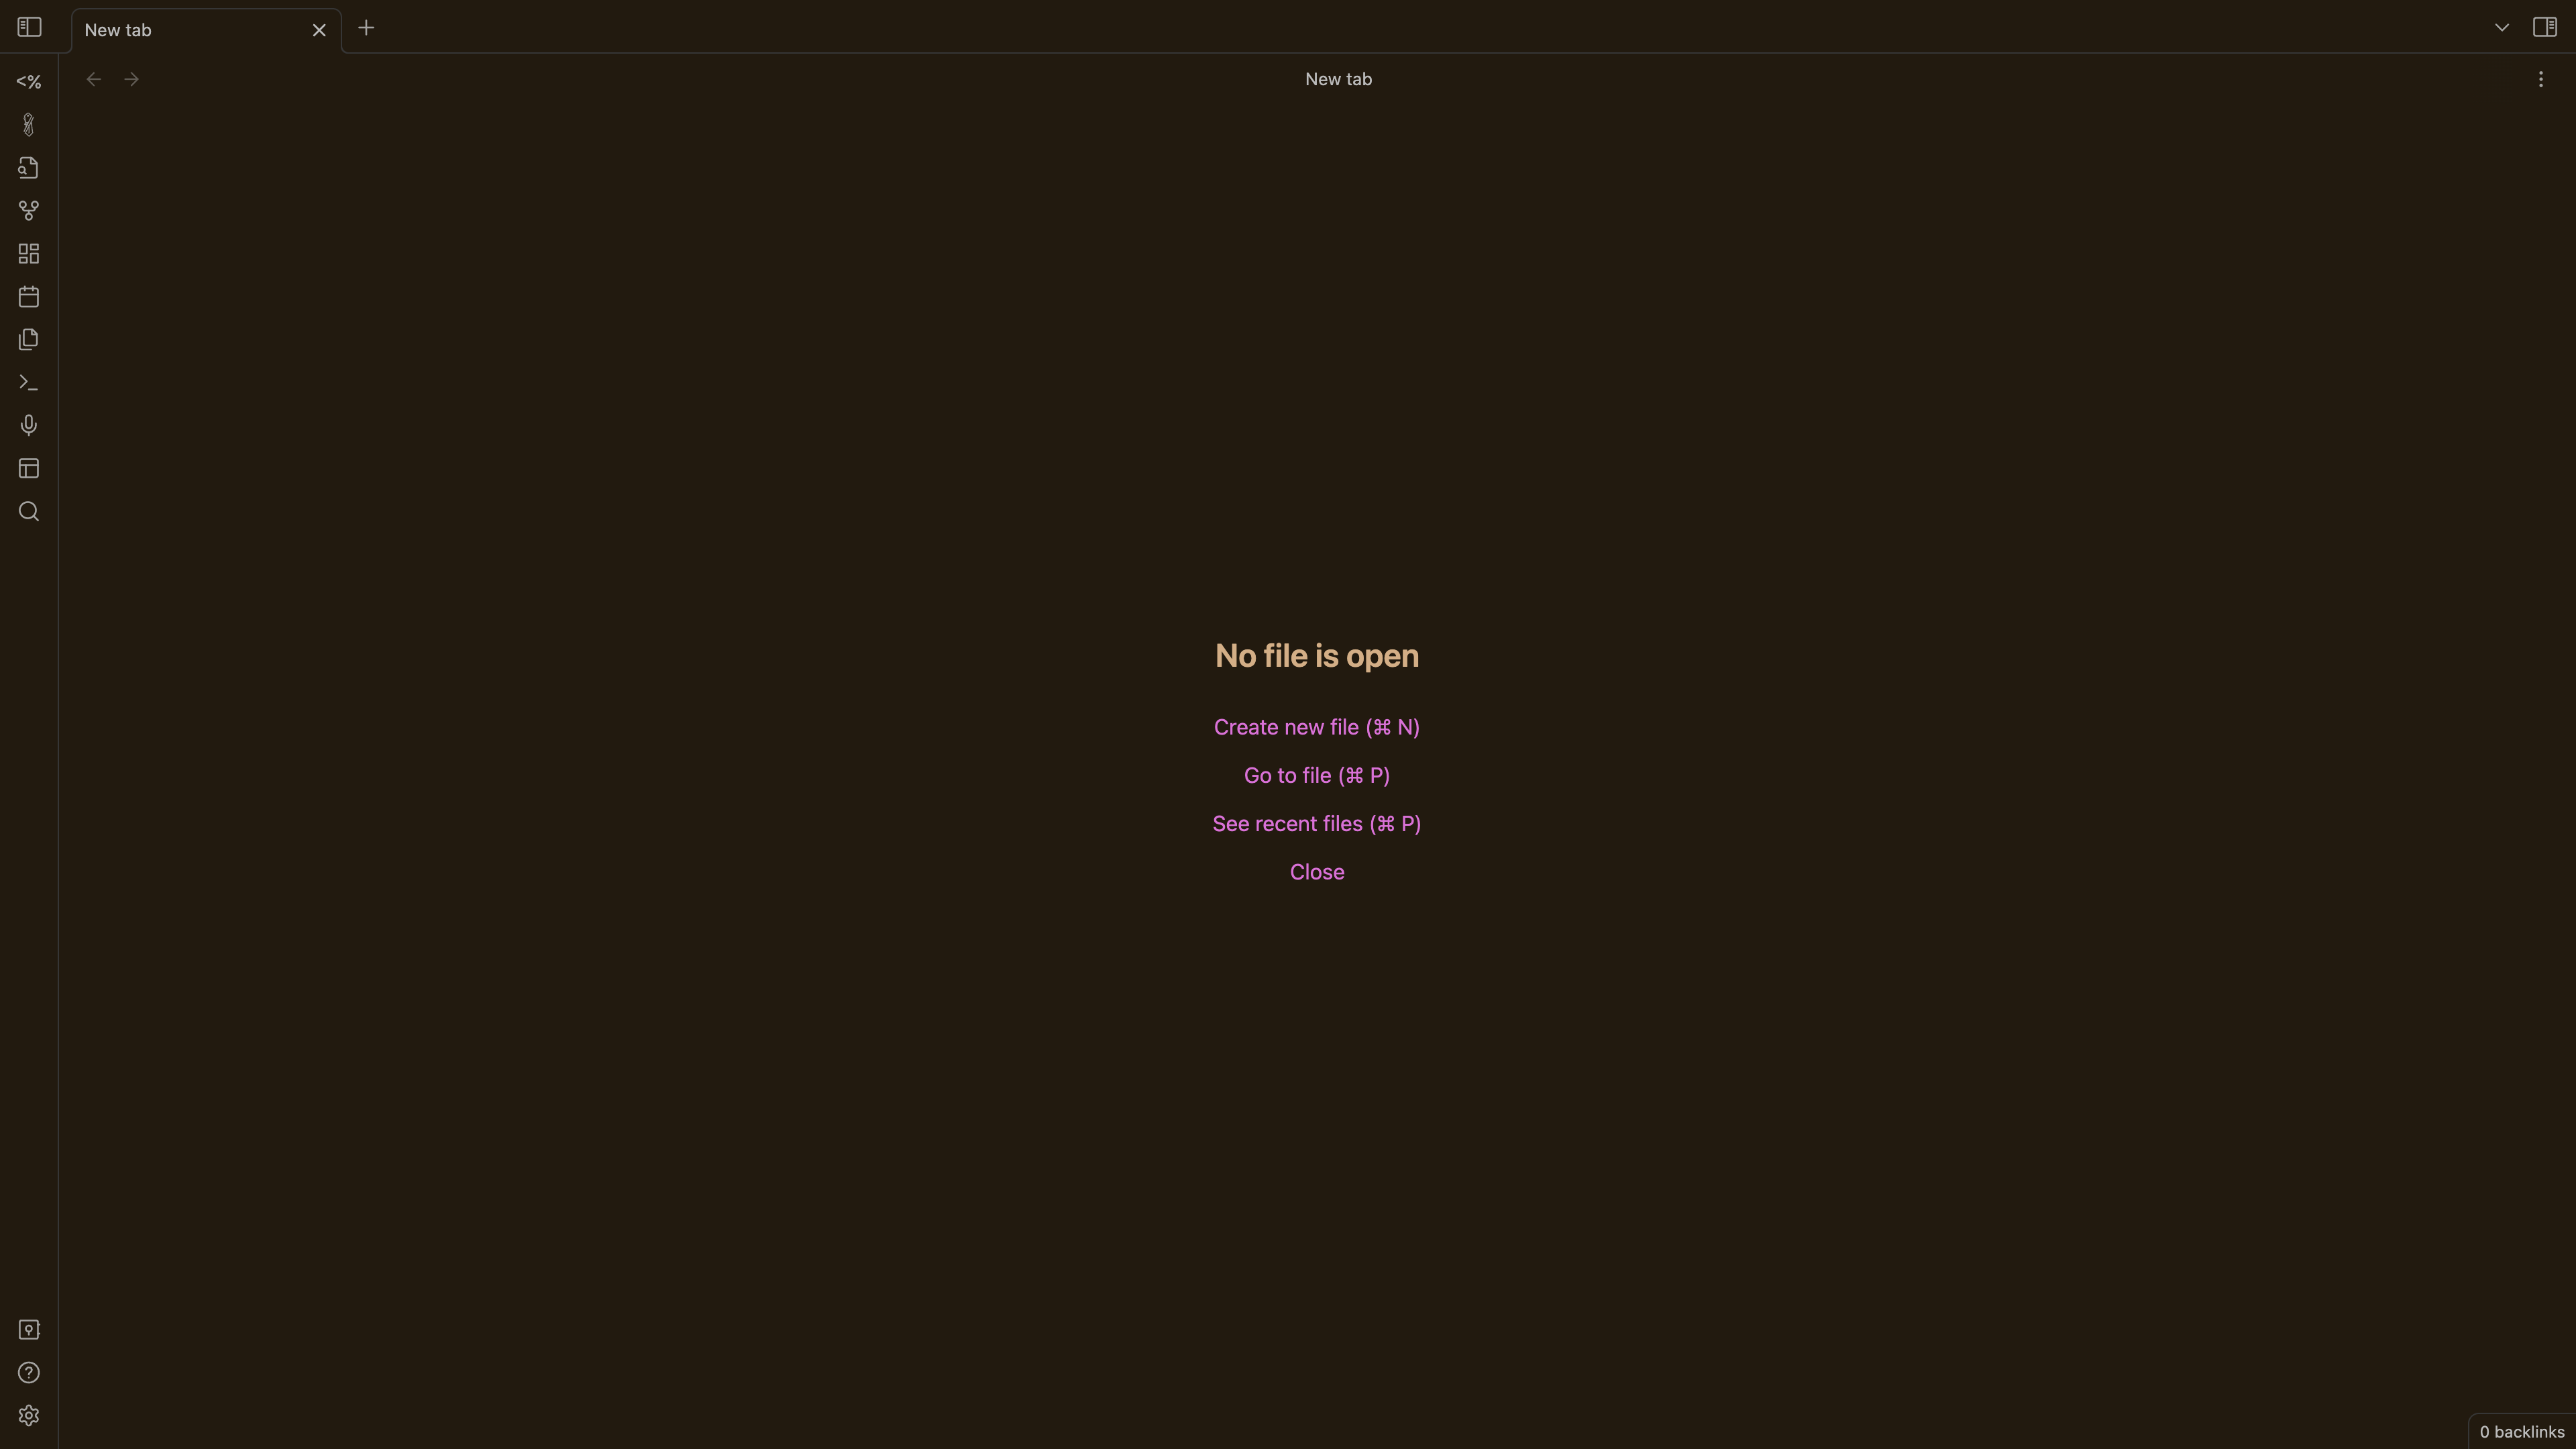 New tab
New tab
<%
No file is open
Create new file (⌘ N)
Go to file (⌘ P)
See recent files (⌘ P)
Close
0 backlinks